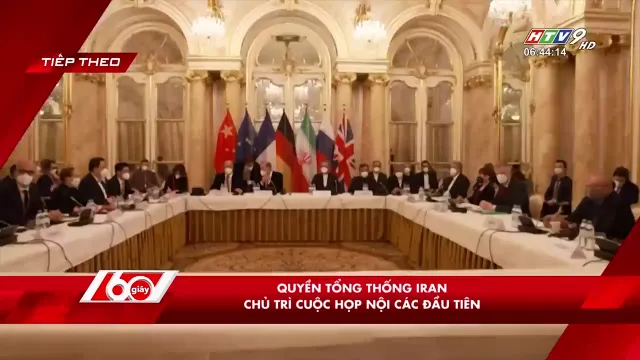 TIẾP THEO
HTV9 HD
06:44:14
60 giây
QUYỀN TỔNG THỐNG IRAN
CHỦ TRÌ CUỘC HỌP NỘI CÁC ĐẦU TIÊN